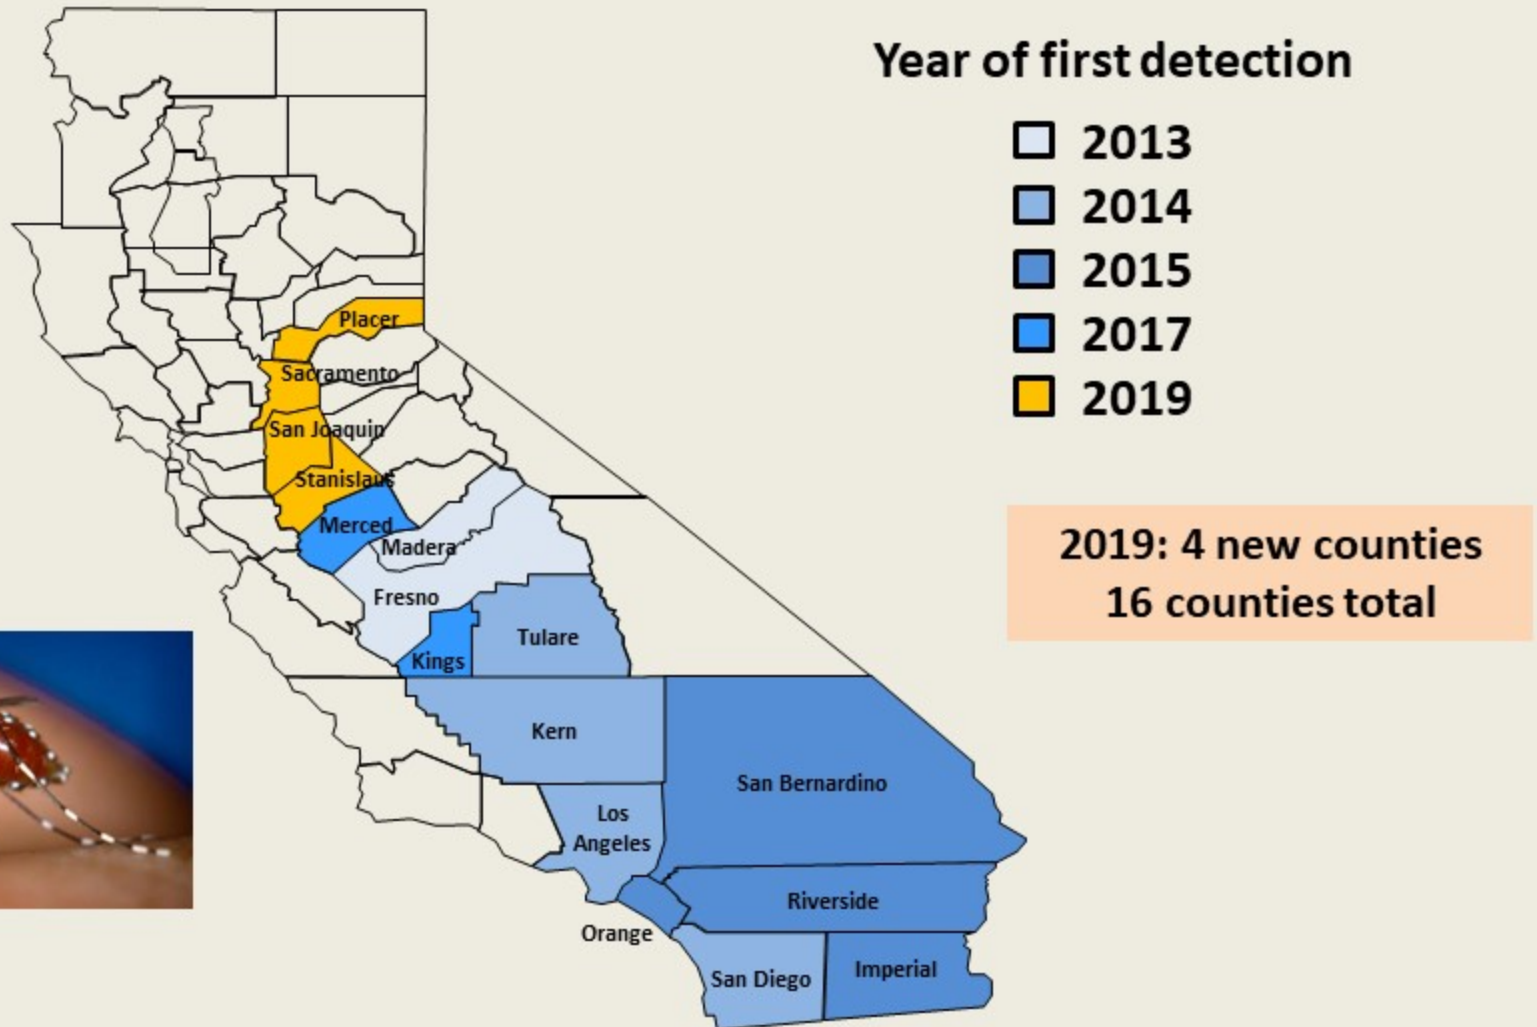 Year of first detection
2013
2014
2015
2017
2019
2019: 4 new counties
16 counties total
Placer
Sacramento
San Joaquin
Stanislaus
Merced
Madera
Fresno
Tulare
Kings
Kern
San Bernardino
Los
Angeles
Riverside
Orange
San Diego
Imperial